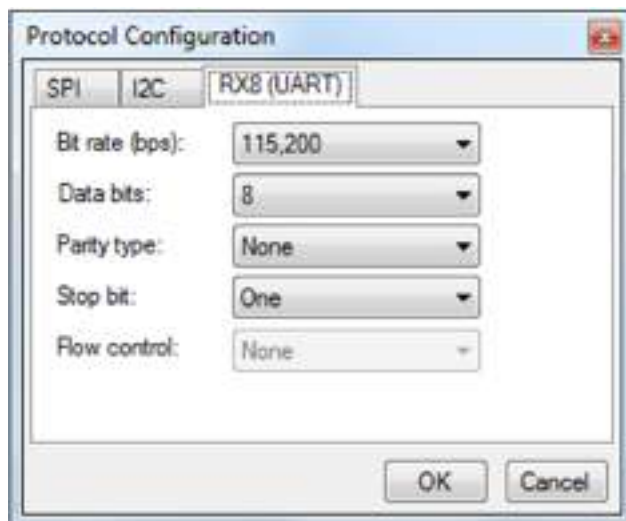 Protocol Configuration
SPI I2C RX8 (UART)
Bit rate (bps): 115,200
Data bits: 8
Parity type: None
Stop bit: One
Flow control: None
OK Cancel